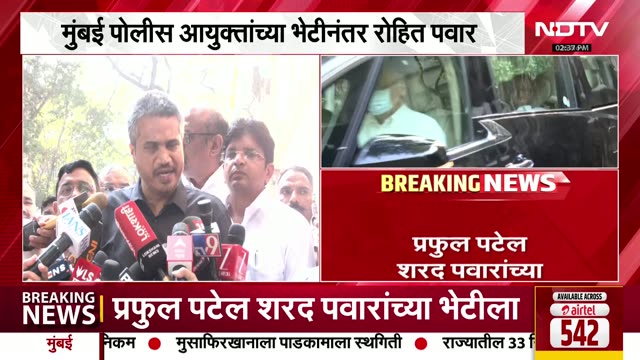 मुंबई पोलीस आयुक्तांच्या भेटीनंतर रोहित पवार
NDTV
02:37 PM
BREAKING NEWS
प्रफुल पटेल
शरद पवारांच्या
BREAKING
NEWS
प्रफुल पटेल शरद पवारांच्या भेटीला
AVAILABLE ACROSS
airtel
542
मुंबई
निकम • मुसाफिरखानाला पाडकामाला स्थगिती • राज्यातील 33